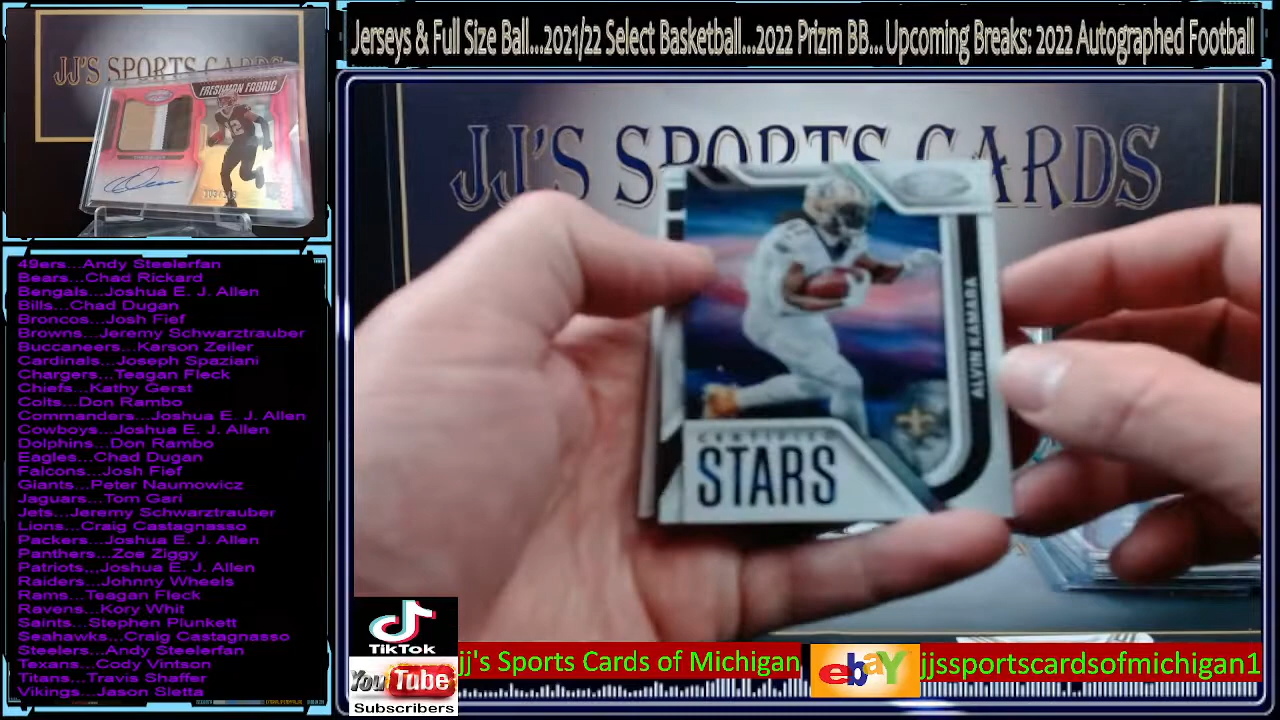 Jerseys & Full Size Ball...2021/22 Select Basketball...2022 Prizm BB... Upcoming Breaks: 2022 Autographed Football
JJ'S SPORTS CARDS
FRESHMAN FABRIC
12
JJ'S SPORTS CARDS
ALVIN KAMARA
CERTIFIED
STARS
49ers...Andy Steelerfan
Bears...Chad Rickard
Bengals...Joshua E. J. Allen
Bills...Chad Dugan
Broncos...Josh Fief
Browns...Jeremy Schwarztrauber
Buccaneers...Karson Zeiler
Cardinals...Joseph Spaziani
Chargers...Teagan Fleck
Chiefs...Kathy Gerst
Colts...Don Rambo
Commanders...Joshua E. J. Allen
Cowboys...Joshua E. J. Allen
Dolphins...Don Rambo
Eagles...Chad Dugan
Falcons...Josh Fief
Giants...Peter Naumowicz
Jaguars...Tom Gari
Jets...Jeremy Schwarztrauber
Lions...Craig Castagnasso
Packers...Joshua E. J. Allen
Panthers...Zoe Ziggy
Patriots,,,Joshua E. J. Allen
Raiders...Johnny Wheels
Rams...Teagan Fleck
Ravens...Kory Whit
Saints...Stephen Plunkett
Seahawks...Craig Castagnasso
Steelers...Andy Steelerfan
Texans...Cody Vintson
Titans...Travis Shaffer
Vikings...Jason Sletta
TikTok
YouTube
Subscribers
jj's Sports Cards of Michigan
ebay
jjssportscardsofmichigan1